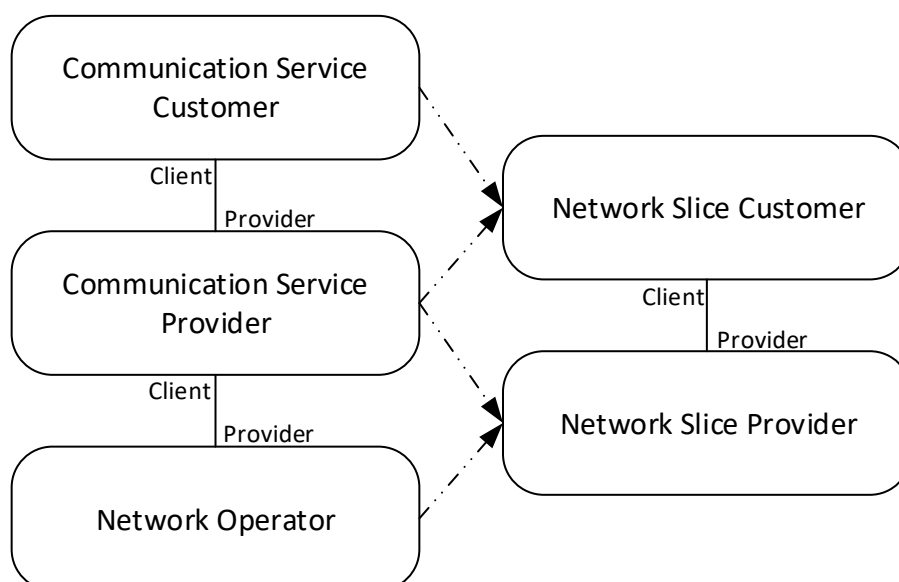 Communication Service
Customer
Client
Provider
Communication Service
Provider
Client
Provider
Network Operator
Network Slice Customer
Client
Provider
Network Slice Provider